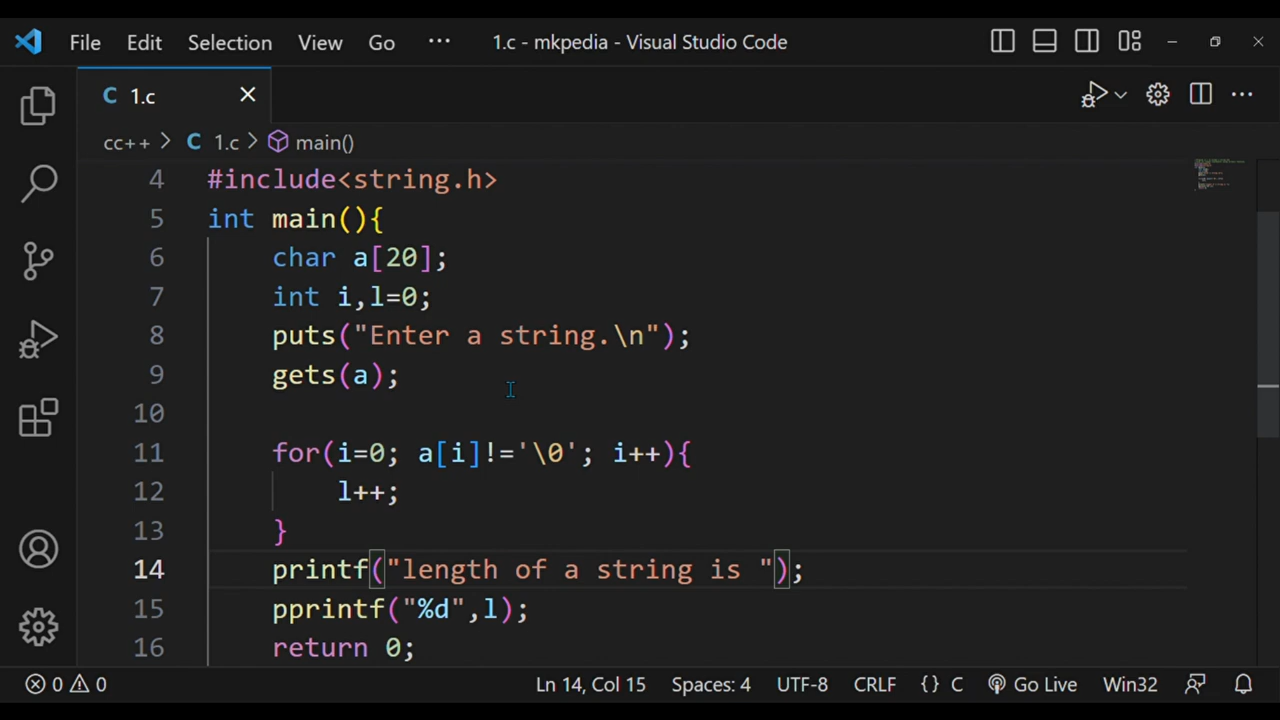 File Edit Selection View Go ··· 1.c - mkpedia - Visual Studio Code
C 1.c
cc++ > C 1.c > main()
4 #include<string.h>
5 int main(){
6 char a[20];
7 int i,l=0;
8 puts("Enter a string.\n");
9 gets(a);
10
11 for(i=0; a[i]!='\0'; i++){
12 l++;
13 }
14 printf("length of a string is ");
15 pprintf("%d",l);
16 return 0;
0 0 Ln 14, Col 15 Spaces: 4 UTF-8 CRLF {} C Go Live Win32